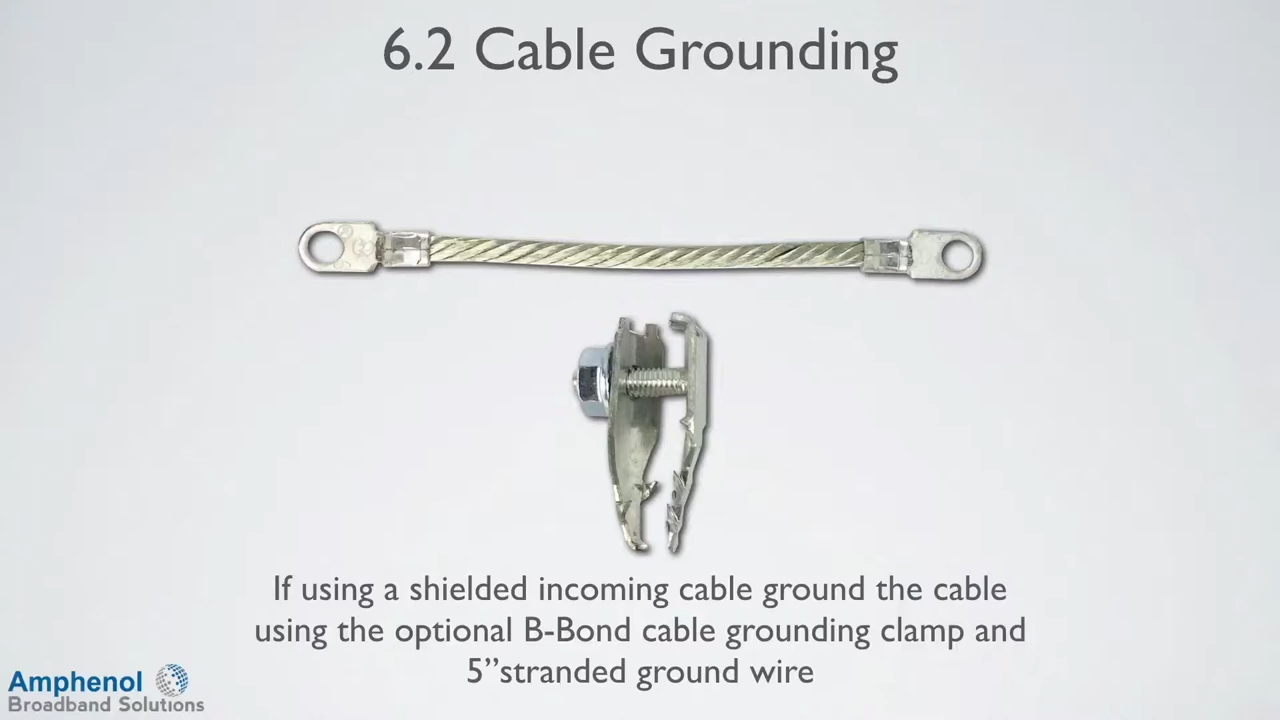 6.2 Cable Grounding
If using a shielded incoming cable ground the cable
using the optional B-Bond cable grounding clamp and
5”stranded ground wire
Amphenol
Broadband Solutions